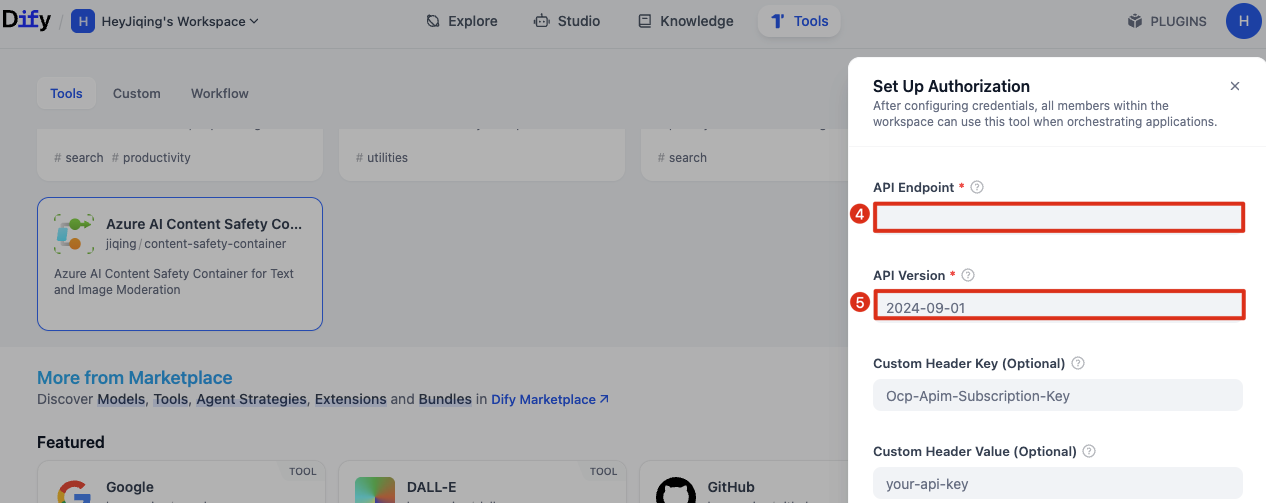 Dify / H HeyJiqing's Workspace Explore Studio Knowledge Tools PLUGINS H
Tools Custom Workflow
# search # productivity
# utilities
# search
Azure AI Content Safety Co...
jiqing / content-safety-container
Azure AI Content Safety Container for Text
and Image Moderation
More from Marketplace
Discover Models, Tools, Agent Strategies, Extensions and Bundles in Dify Marketplace
Featured
TOOL
Google
TOOL
DALL-E
GitHub
Set Up Authorization
After configuring credentials, all members within the
workspace can use this tool when orchestrating applications.
API Endpoint *
4
API Version *
5 2024-09-01
Custom Header Key (Optional)
Ocp-Apim-Subscription-Key
Custom Header Value (Optional)
your-api-key